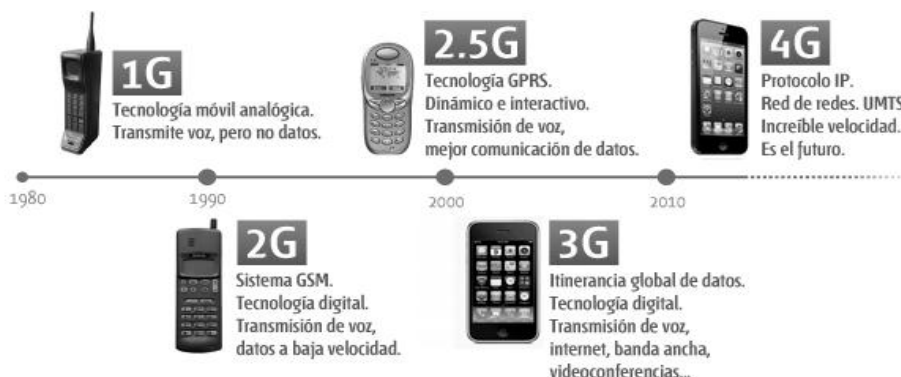 1G
Tecnología móvil analógica.
Transmite voz, pero no datos.
2.5G
Tecnología GPRS.
Dinámico e interactivo.
Transmisión de voz,
mejor comunicación de datos.
4G
Protocolo IP.
Red de redes. UMTS
Increíble velocidad.
Es el futuro.
1980
1990
2000
2010
2G
Sistema GSM.
Tecnología digital.
Transmisión de voz,
datos a baja velocidad.
3G
Itinerancia global de datos.
Tecnología digital.
Transmisión de voz,
internet, banda ancha,
videoconferencias...